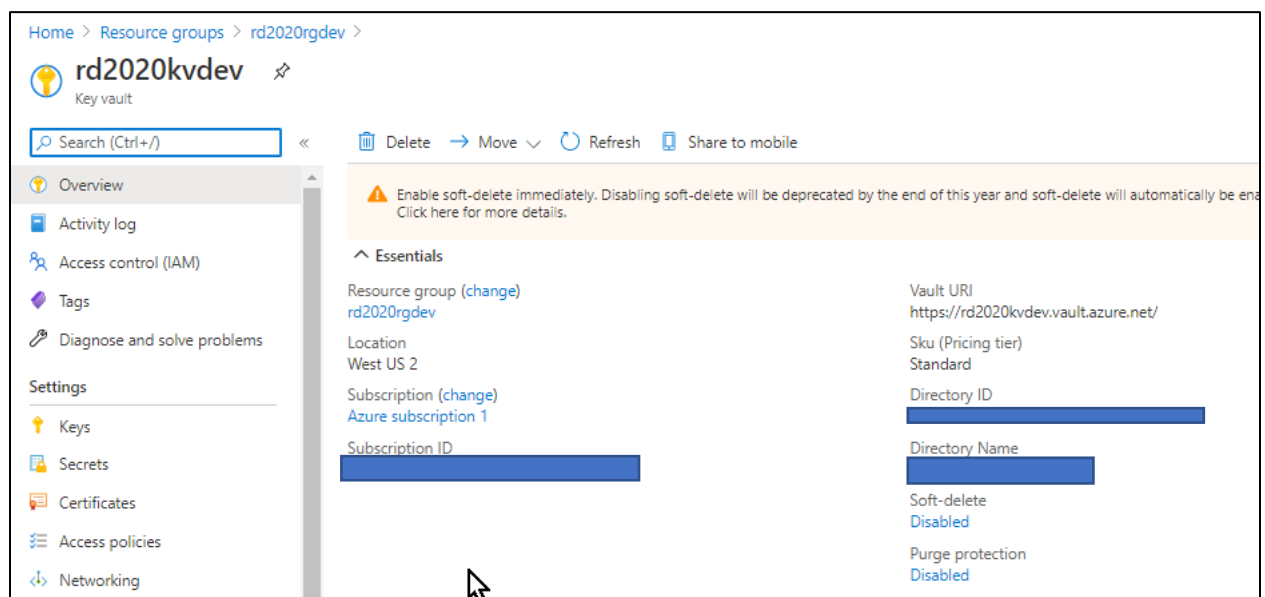 Home > Resource groups > rd2020rgdev >
rd2020kvdev
Key vault
Search (Ctrl+/)
«
Delete
Move
Refresh
Share to mobile
Overview
Activity log
Access control (IAM)
Tags
Diagnose and solve problems
Settings
Keys
Secrets
Certificates
Access policies
Networking
Enable soft-delete immediately. Disabling soft-delete will be deprecated by the end of this year and soft-delete will automatically be
Click here for more details.
Essentials
Resource group (change)
rd2020rgdev
Location
West US 2
Subscription (change)
Azure subscription 1
Subscription ID
Vault URI
https://rd2020kvdev.vault.azure.net/
Sku (Pricing tier)
Standard
Directory ID
Directory Name
Soft-delete
Disabled
Purge protection
Disabled